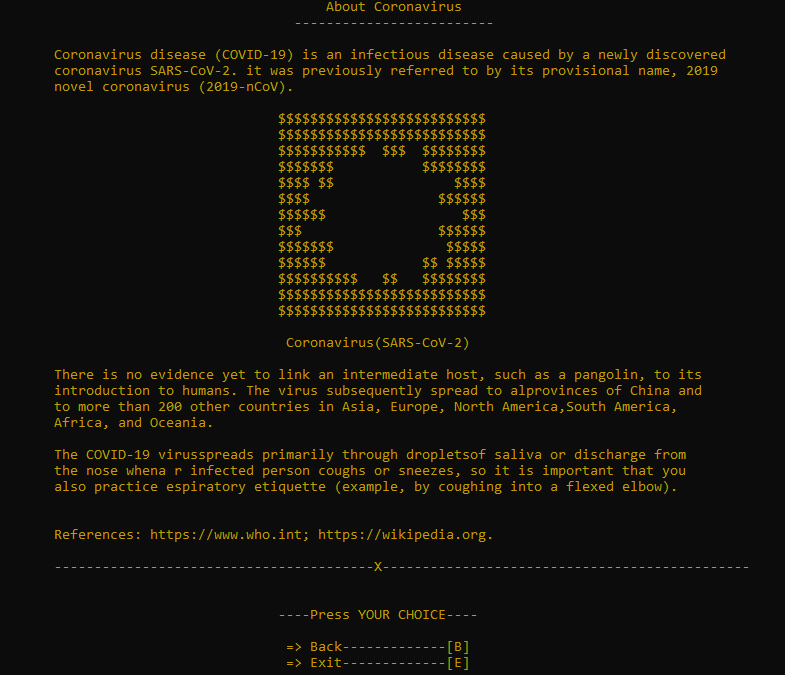 About Coronavirus
-------------------------
Coronavirus disease (COVID-19) is an infectious disease caused by a newly discovered
coronavirus SARS-CoV-2. it was previously referred to by its provisional name, 2019
novel coronavirus (2019-nCoV).
$$$$$$$$$$$$$$$$$$$$$$$$$$
$$$$$$$$$$$$$$$$$$$$$$$$$$
$$$$$$$$$$$  $$$  $$$$$$$$
$$$$$$$           $$$$$$$$
$$$$ $$               $$$$
$$$$                $$$$$$
$$$$$$                 $$$
$$$                 $$$$$$
$$$$$$$              $$$$$
$$$$$$            $$ $$$$$
$$$$$$$$$$   $$   $$$$$$$$
$$$$$$$$$$$$$$$$$$$$$$$$$$
$$$$$$$$$$$$$$$$$$$$$$$$$$
Coronavirus(SARS-CoV-2)
There is no evidence yet to link an intermediate host, such as a pangolin, to its
introduction to humans. The virus subsequently spread to alprovinces of China and
to more than 200 other countries in Asia, Europe, North America,South America,
Africa, and Oceania.
The COVID-19 virusspreads primarily through dropletsof saliva or discharge from
the nose whena r infected person coughs or sneezes, so it is important that you
also practice espiratory etiquette (example, by coughing into a flexed elbow).
References: https://www.who.int; https://wikipedia.org.
----------------------------------------X----------------------------------------------
----Press YOUR CHOICE----
=> Back-------------[B]
=> Exit-------------[E]